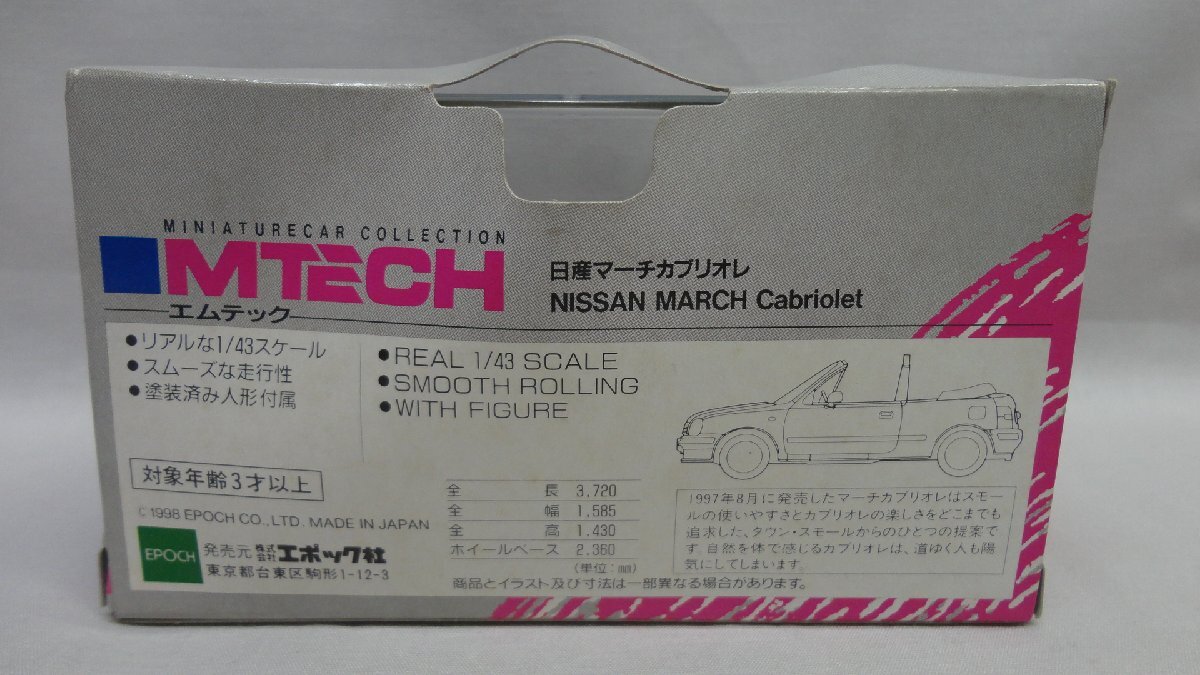 MINIATURECAR COLLECTION
MTECH
エムテック
日産マーチカブリオレ
NISSAN MARCH Cabriolet
●リアルな1/43スケール
●スムーズな走行性
●塗装済み人形付属
●REAL 1/43 SCALE
●SMOOTH ROLLING
●WITH FIGURE
対象年齢3才以上
©1998 EPOCH CO., LTD. MADE IN JAPAN
EPOCH
発売元 株式会社エポック社
東京都台東区駒形1-12-3
全長 3,720
全幅 1,585
全高 1,430
ホイールベース 2,360
(単位:mm)
1997年8月に発売したマーチカブリオレはスモー
ルの使いやすさとカブリオレの楽しさをどこまでも
追求した、タウン・スモールからのひとつの提案で
す。自然を体で感じるカブリオレは、道ゆく人も陽
気にしてしまいます。
商品とイラスト及び寸法は一部異なる場合があります。